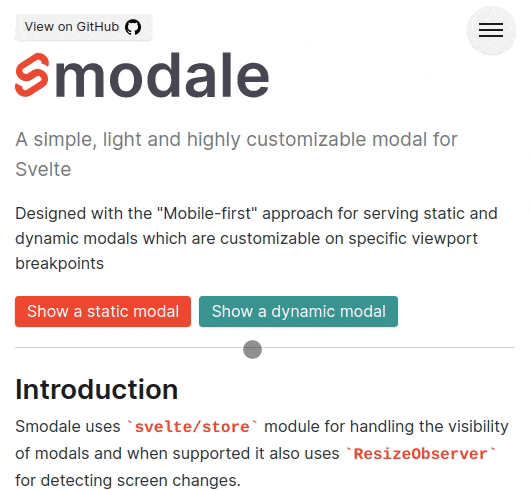 View on GitHub
Smodale
A simple, light and highly customizable modal for
Svelte
Designed with the "Mobile-first" approach for serving static and
dynamic modals which are customizable on specific viewport
breakpoints
Show a static modal
Show a dynamic modal
Introduction
Smodale uses `svelte/store` module for handling the visibility
of modals and when supported it also uses `ResizeObserver`
for detecting screen changes.